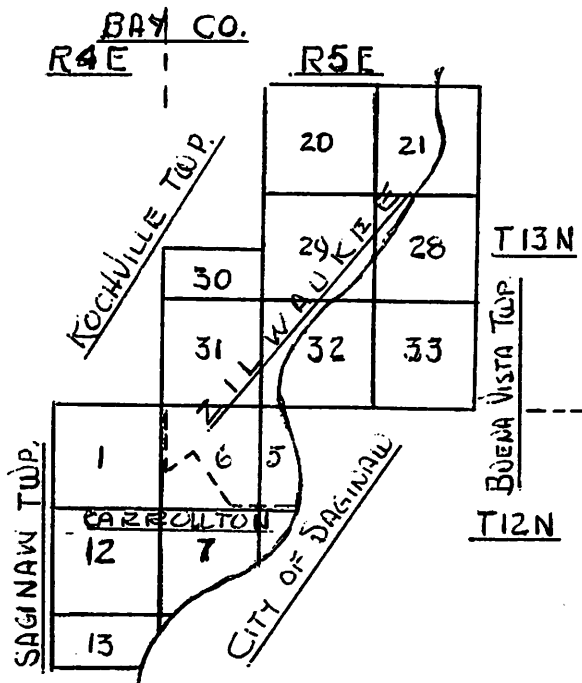 BAY CO.
R4E
R5E
20
21
KOCHVILLE TWP.
ZILWAUKEE
29
28
T13N
30
31
32
33
BUENA VISTA TWP
1
6
5
SAGINAW TWP.
CARROLLTON
T12N
12
7
CITY OF SAGINAW
13